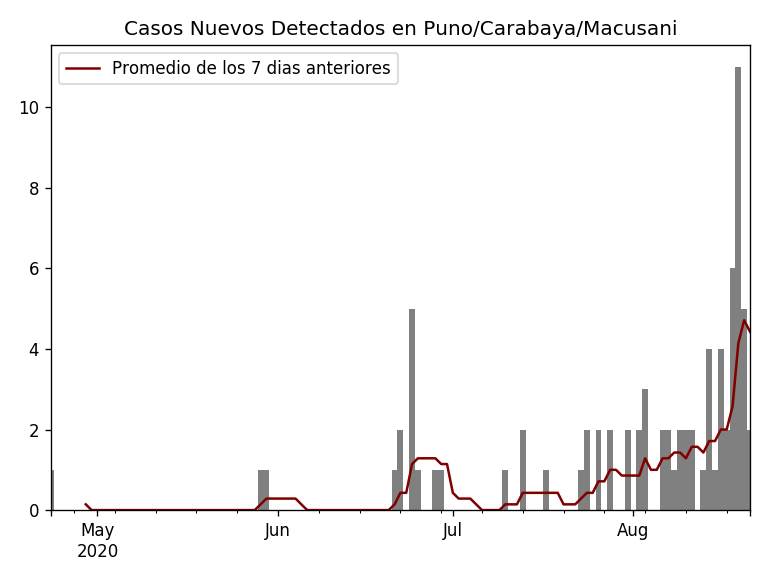 Casos Nuevos Detectados en Puno/Carabaya/Macusani
Promedio de los 7 dias anteriores
10
8
6
4
2
0
May Jun Jul Aug
2020